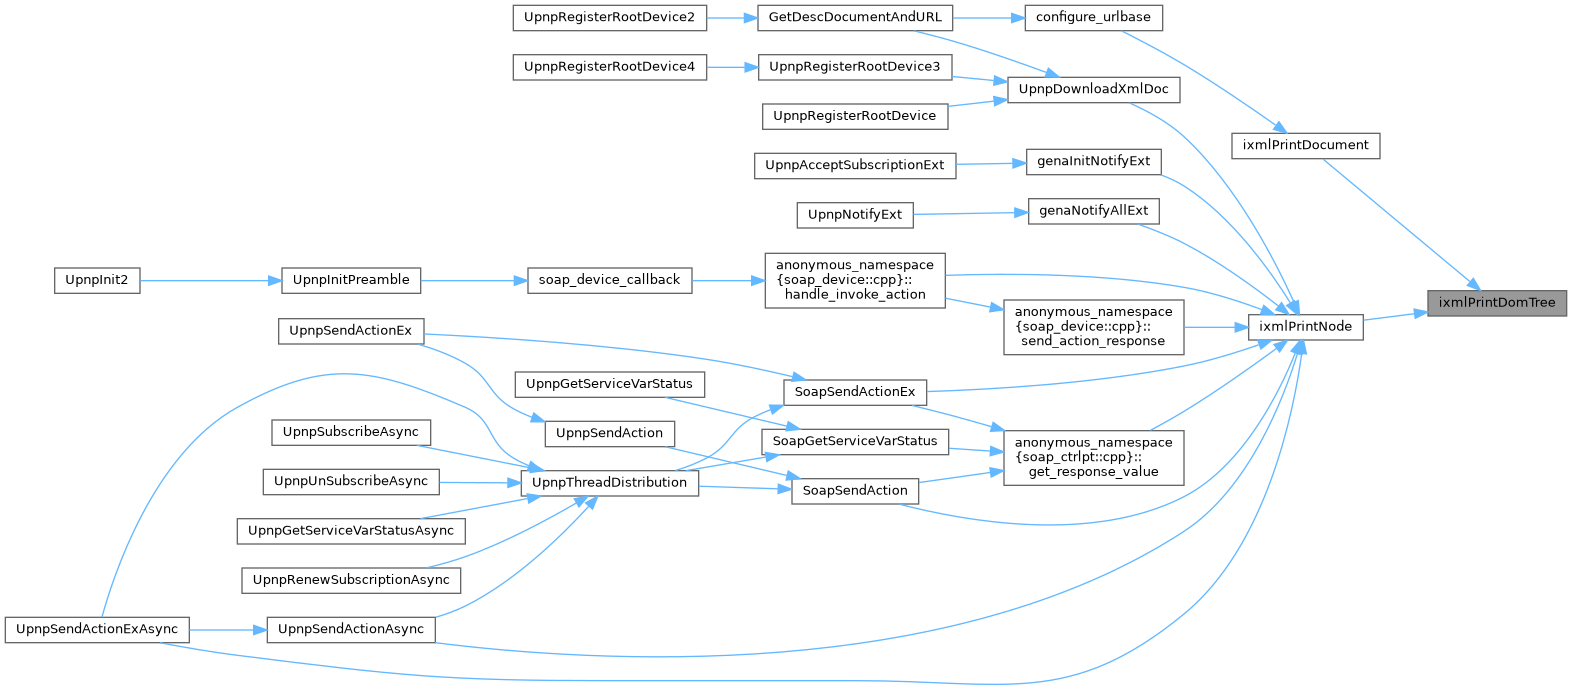 UpnpRegisterRootDevice2
GetDescDocumentAndURL
configure_urlbase
UpnpRegisterRootDevice4
UpnpRegisterRootDevice3
UpnpDownloadXmlDoc
UpnpRegisterRootDevice
ixmlPrintDocument
UpnpAcceptSubscriptionExt
genaInitNotifyExt
UpnpNotifyExt
genaNotifyAllExt
UpnpInit2
UpnpInitPreamble
soap_device_callback
anonymous_namespace
{soap_device::cpp}::
handle_invoke_action
ixmlPrintDomTree
anonymous_namespace
{soap_device::cpp}::
send_action_response
ixmlPrintNode
UpnpSendActionEx
UpnpGetServiceVarStatus
SoapSendActionEx
UpnpSubscribeAsync
UpnpSendAction
SoapGetServiceVarStatus
anonymous_namespace
{soap_ctrlpt::cpp}::
get_response_value
UpnpUnSubscribeAsync
UpnpThreadDistribution
SoapSendAction
UpnpGetServiceVarStatusAsync
UpnpRenewSubscriptionAsync
UpnpSendActionExAsync
UpnpSendActionAsync